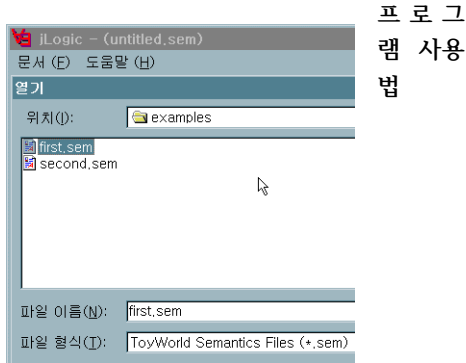 jLogic - (untitled.sem)
문서 (F) 도움말 (H)
열기
위치(I): examples
first.sem
second.sem
파일 이름(N): first.sem
파일 형식(T): ToyWorld Semantics Files (*.sem)
프로그
램 사용
법